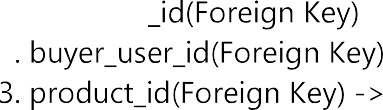 _id(Foreign Key)
. buyer_user_id(Foreign Key)
3. product_id(Foreign Key) ->